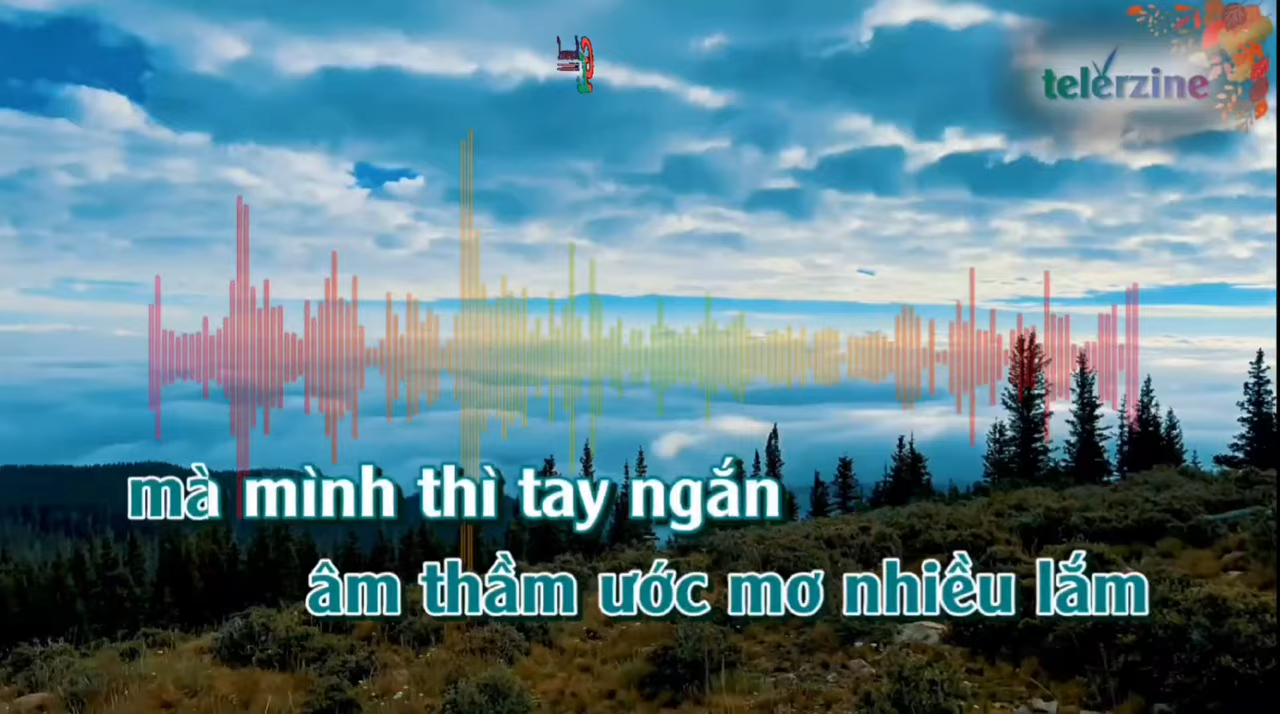 telerzine
mà mình thì tay ngắn
âm thầm ước mơ nhiều lắm